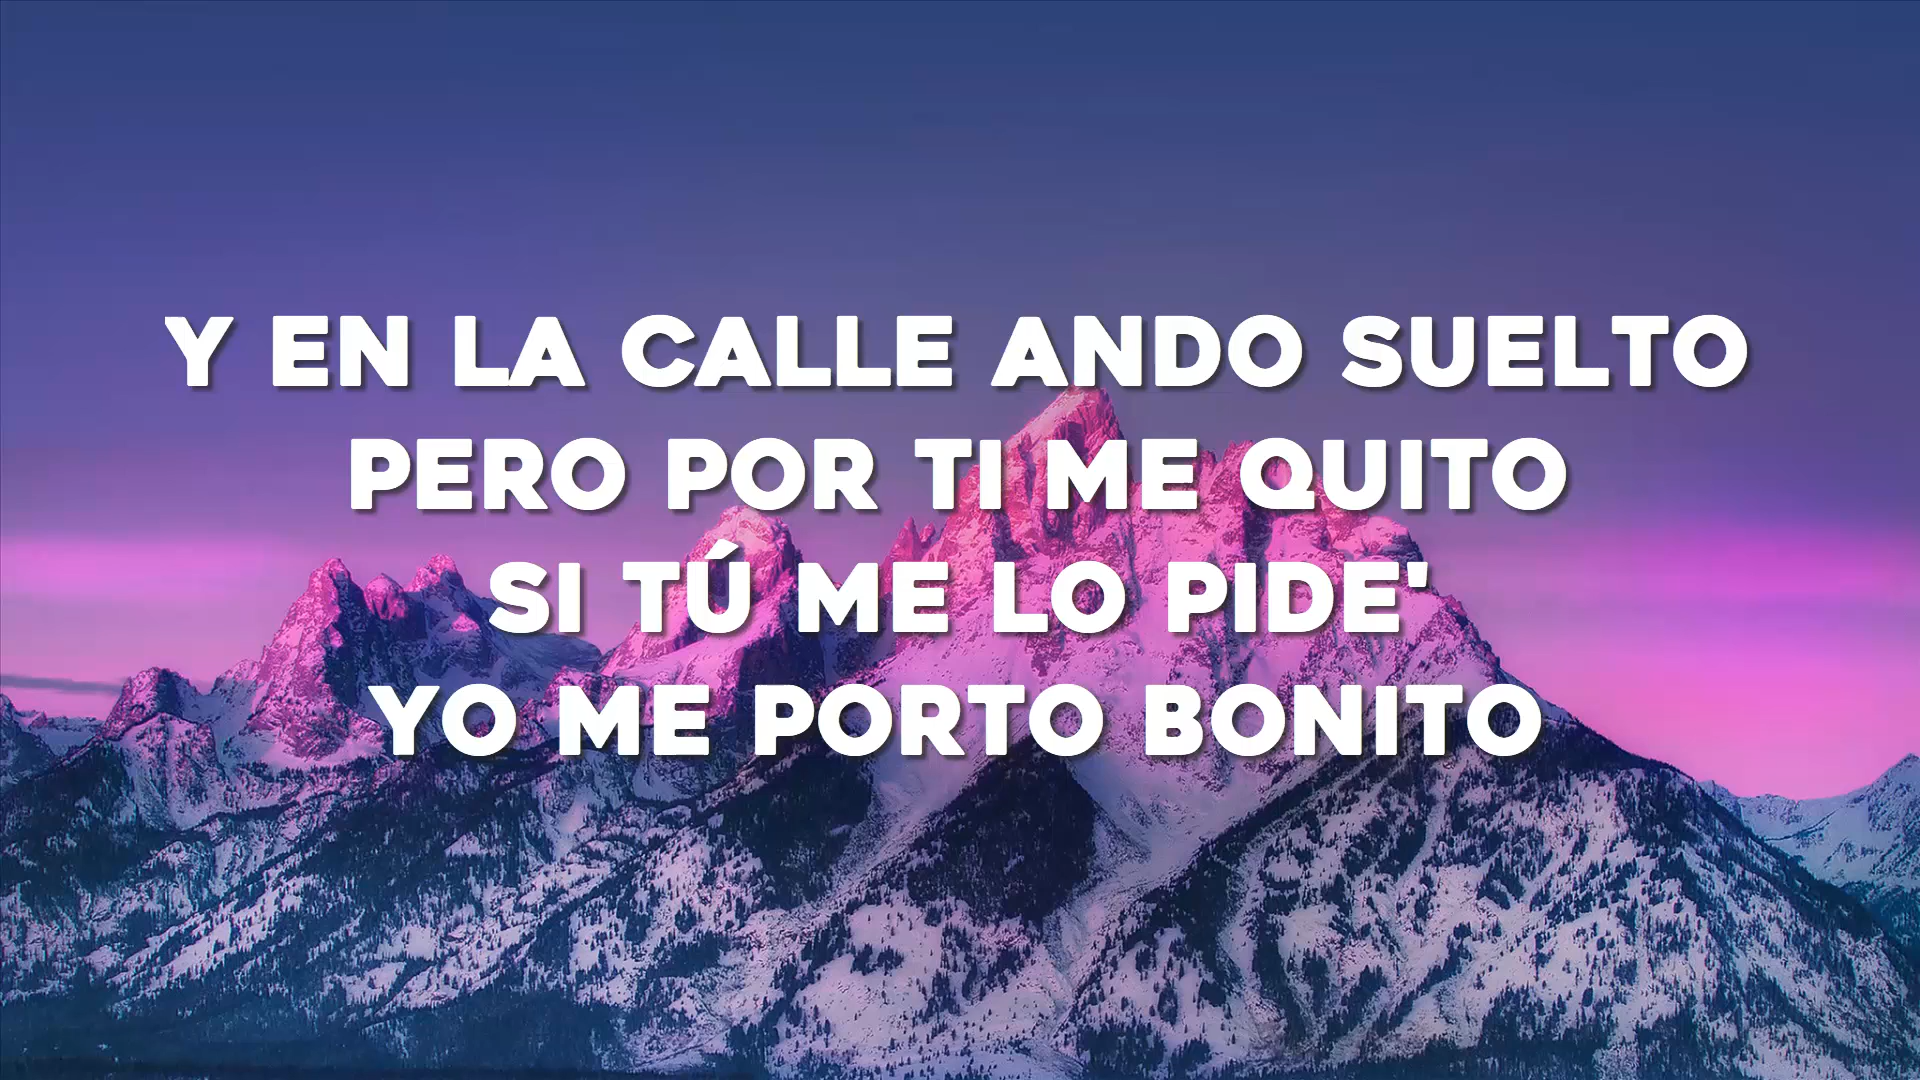 Y EN LA CALLE ANDO SUELTO
PERO POR TI ME QUITO
SI TÚ ME LO PIDE'
YO ME PORTO BONITO